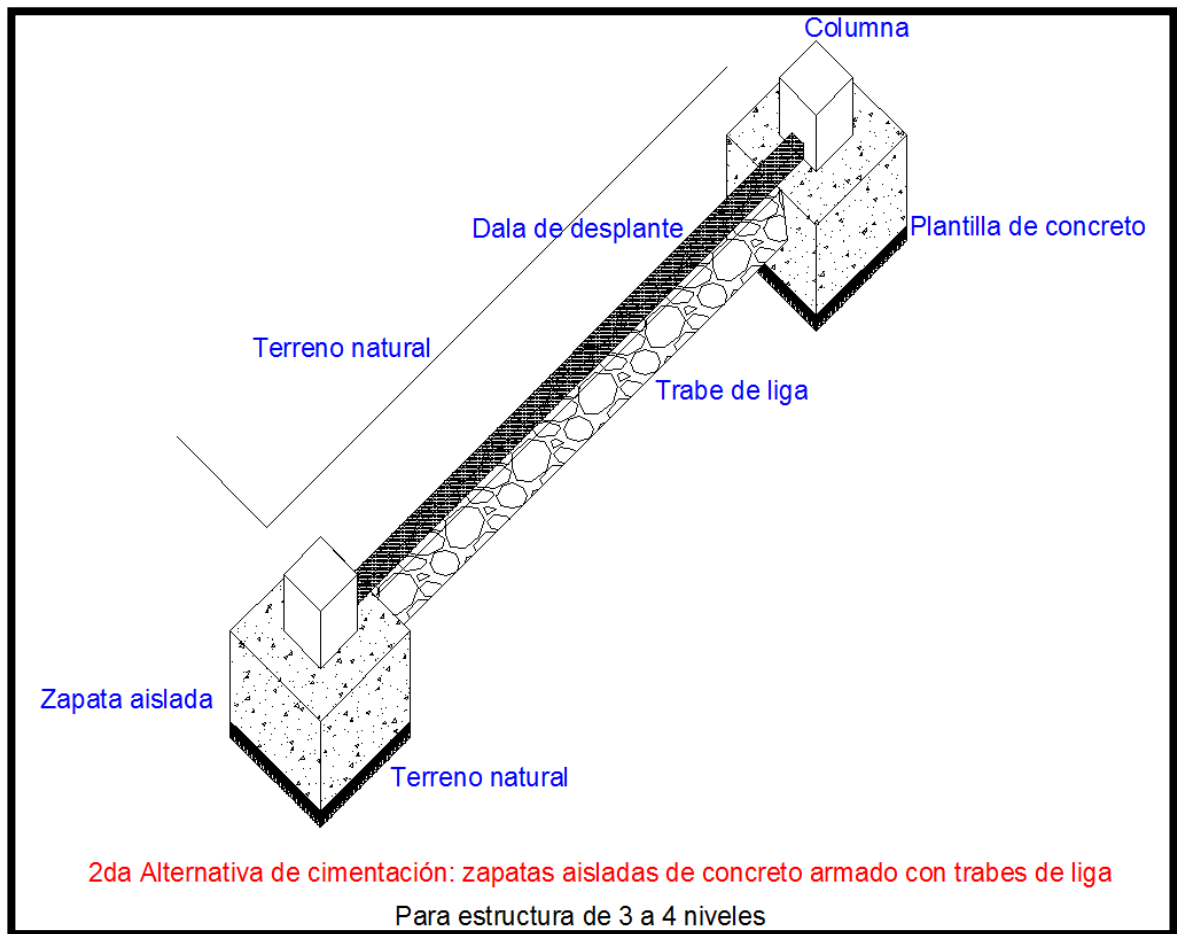 Columna
Dala de desplante
Plantilla de concreto
Terreno natural
Trabe de liga
Zapata aislada
Terreno natural
2da Alternativa de cimentación: zapatas aisladas de concreto armado con trabes de liga
Para estructura de 3 a 4 niveles